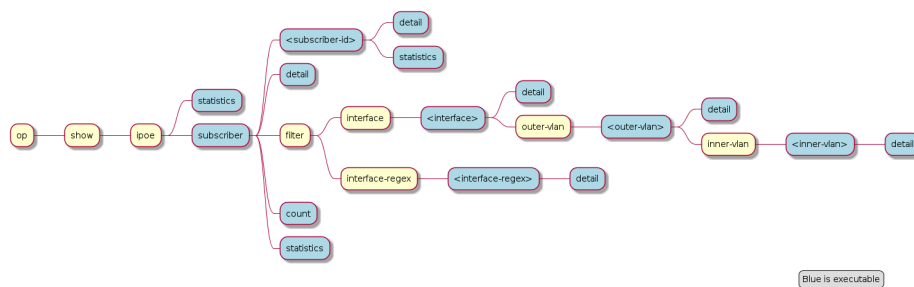 detail
<subscriber-id>
statistics
detail
detail
detail
statistics
interface
<interface>
outer-vlan
<outer-vlan>
op
show
ipoe
subscriber
filter
inner-vlan
<inner-vlan>
detail
interface-regex
<interface-regex>
detail
count
statistics
Blue is executable